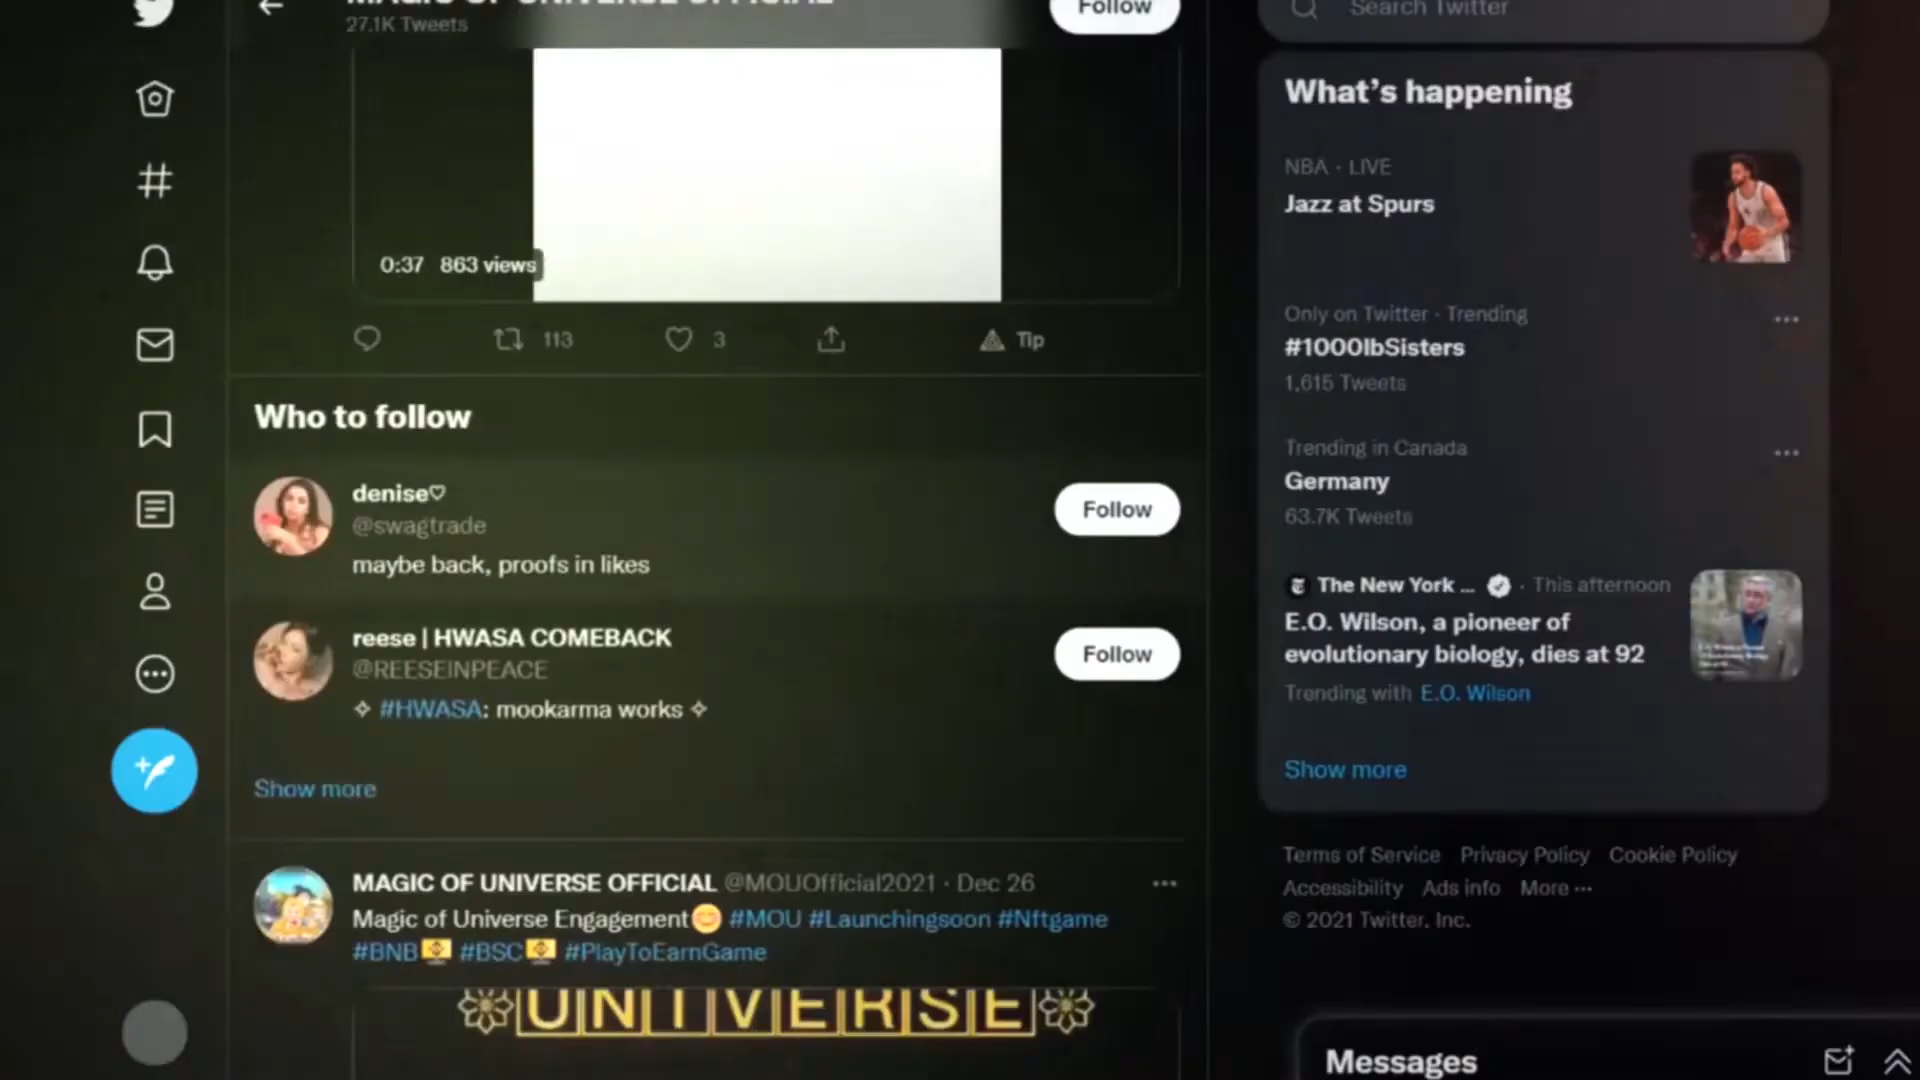 MAGIC OF UNIVERSE OFFICIAL
27.1K Tweets
Follow
0:37 863 views
113
3
Tip
Who to follow
denise♡
@swagtrade
maybe back, proofs in likes
Follow
reese | HWASA COMEBACK
@REESEINPEACE
✧ #HWASA: mookarma works ✧
Follow
Show more
MAGIC OF UNIVERSE OFFICIAL @MOUOfficial2021 · Dec 26
Magic of Universe Engagement😊 #MOU #Launchingsoon #Nftgame
#BNB #BSC #PlayToEarnGame
UNIVERSE
Search Twitter
What's happening
NBA · LIVE
Jazz at Spurs
Only on Twitter · Trending
#1000lbSisters
1,615 Tweets
Trending in Canada
Germany
63.7K Tweets
The New York ... · This afternoon
E.O. Wilson, a pioneer of
evolutionary biology, dies at 92
Trending with E.O. Wilson
Show more
Terms of Service Privacy Policy Cookie Policy
Accessibility Ads info More ···
© 2021 Twitter, Inc.
Messages